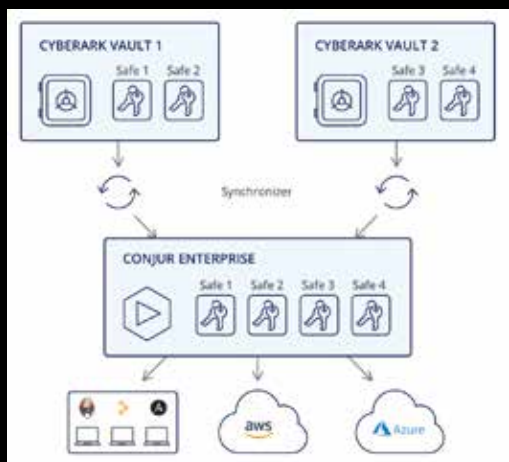 CYBERARK VAULT 1
Safe 1 Safe 2
CYBERARK VAULT 2
Safe 3 Safe 4
Synchronizer
CONJUR ENTERPRISE
Safe 1 Safe 2 Safe 3 Safe 4
aws
Azure